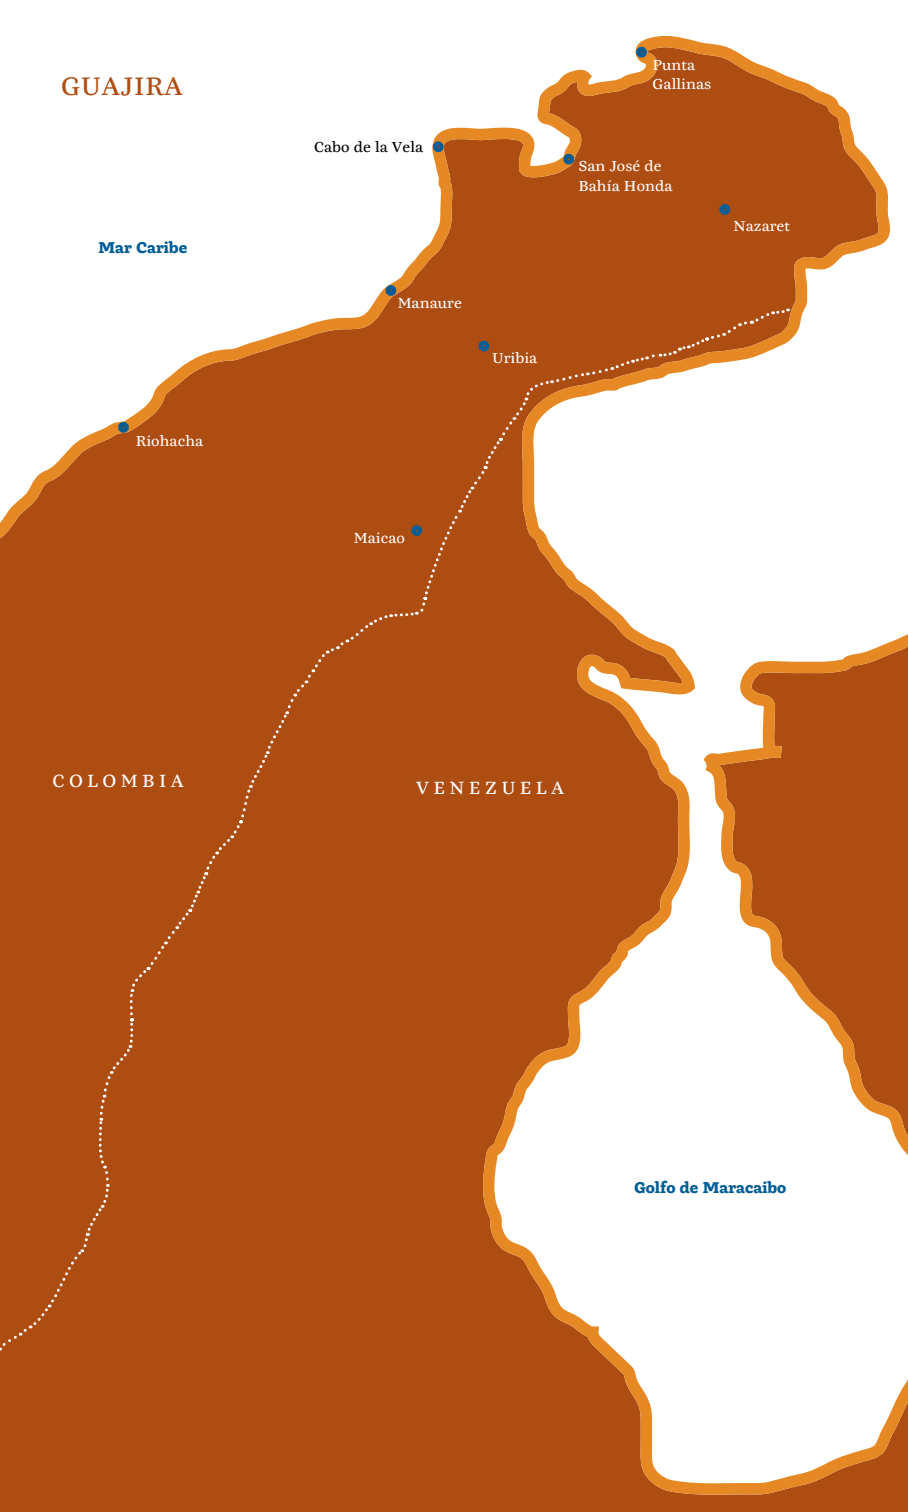 GUAJIRA
Punta
Gallinas
Cabo de la Vela
San José de
Bahía Honda
Nazaret
Mar Caribe
Manaure
Uribia
Riohacha
Maicao
COLOMBIA
VENEZUELA
Golfo de Maracaibo